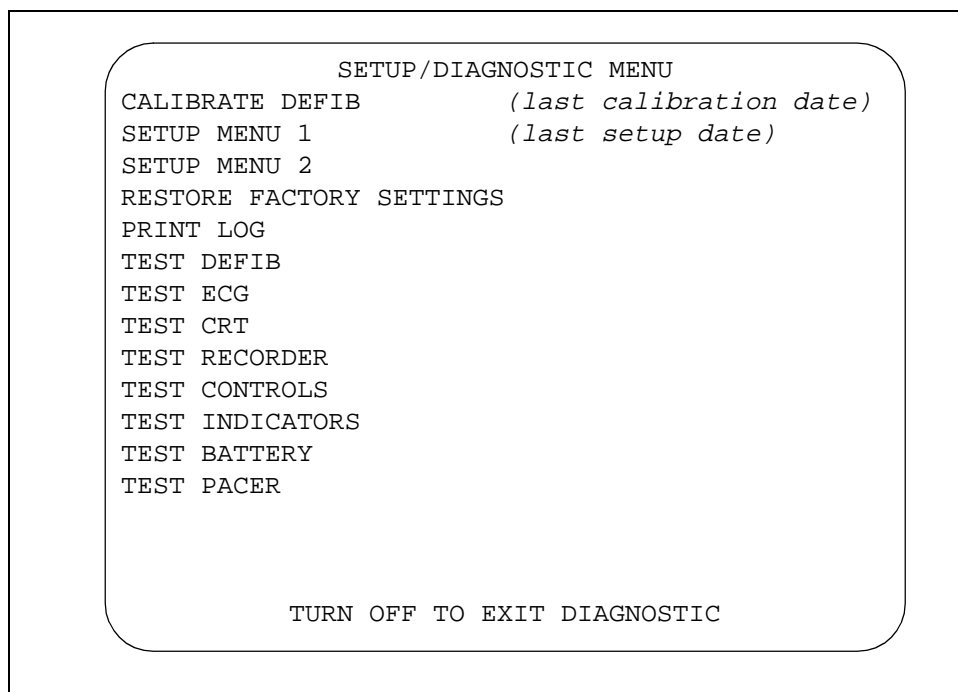 SETUP/DIAGNOSTIC MENU
CALIBRATE DEFIB (last calibration date)
SETUP MENU 1 (last setup date)
SETUP MENU 2
RESTORE FACTORY SETTINGS
PRINT LOG
TEST DEFIB
TEST ECG
TEST CRT
TEST RECORDER
TEST CONTROLS
TEST INDICATORS
TEST BATTERY
TEST PACER
TURN OFF TO EXIT DIAGNOSTIC